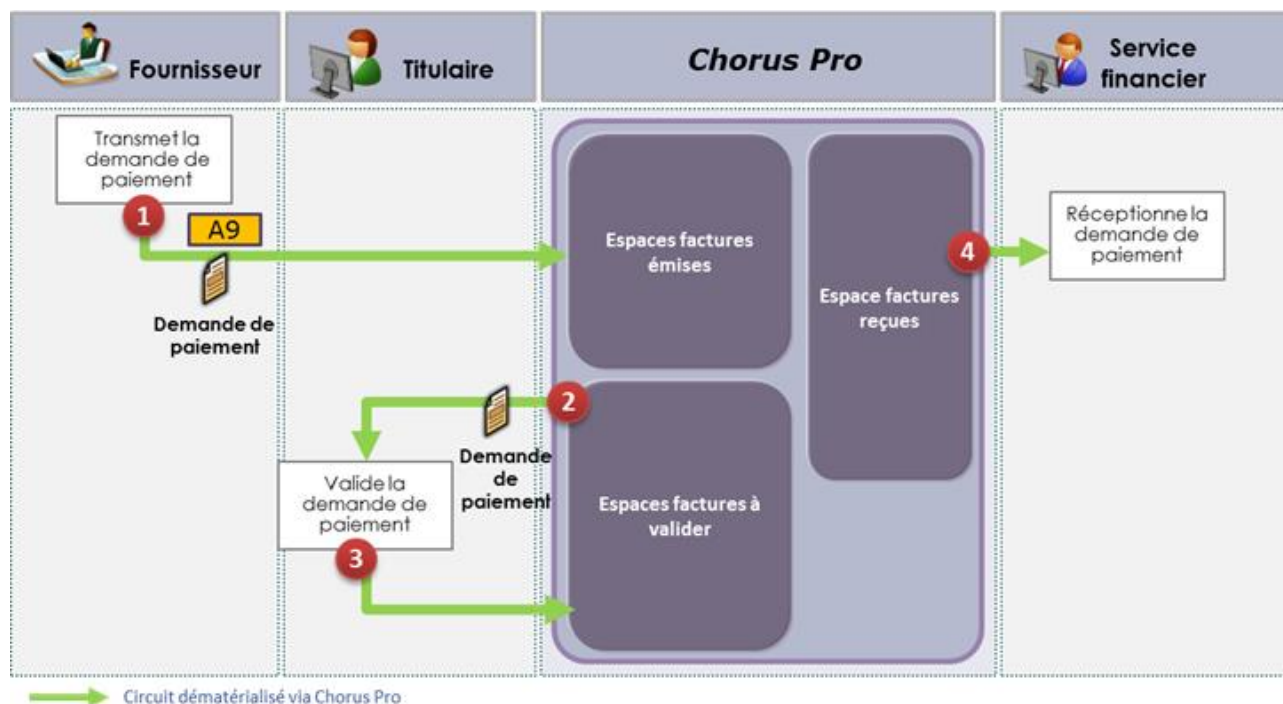 Fournisseur
Titulaire
Chorus Pro
Service
financier
Transmet la
demande de
paiement
1
A9
Demande de
paiement
Espaces factures
émises
Espace factures
reçues
4
Réceptionne la
demande de
paiement
2
Demande
de
paiement
Valide la
demande de
paiement
3
Espaces factures à
valider
Circuit dématérialisé via Chorus Pro